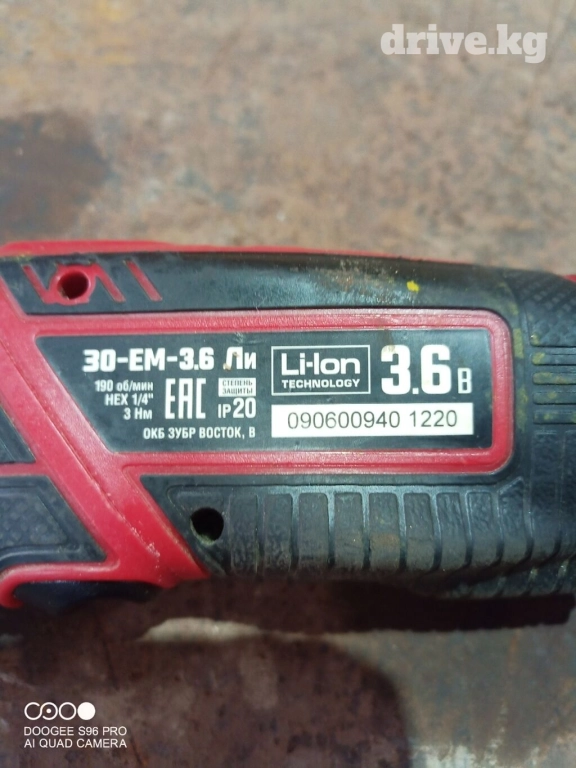 drive.kg
ЗО-ЕМ-3.6 Ли
190 об/мин
HEX 1/4"
3 Нм
EAC
СТЕПЕНЬ
ЗАЩИТЫ
IP20
ОКБ ЗУБР ВОСТОК, В
Li-Ion
TECHNOLOGY
3.6 В
090600940 1220
DOOGEE S96 PRO
AI QUAD CAMERA